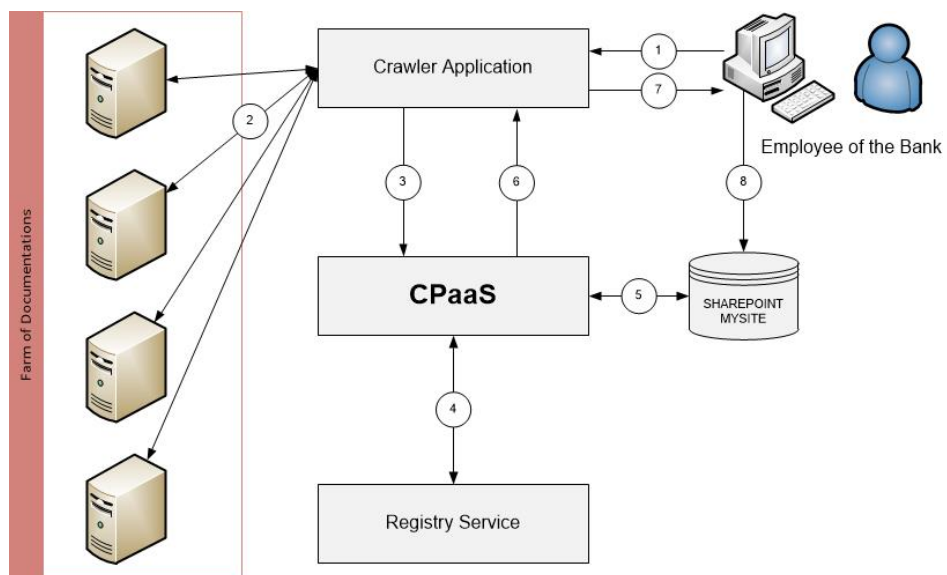 Farm of Documentations
Crawler Application
1
7
2
Employee of the Bank
3
6
8
CPaaS
5
SHAREPOINT
MYSITE
4
Registry Service